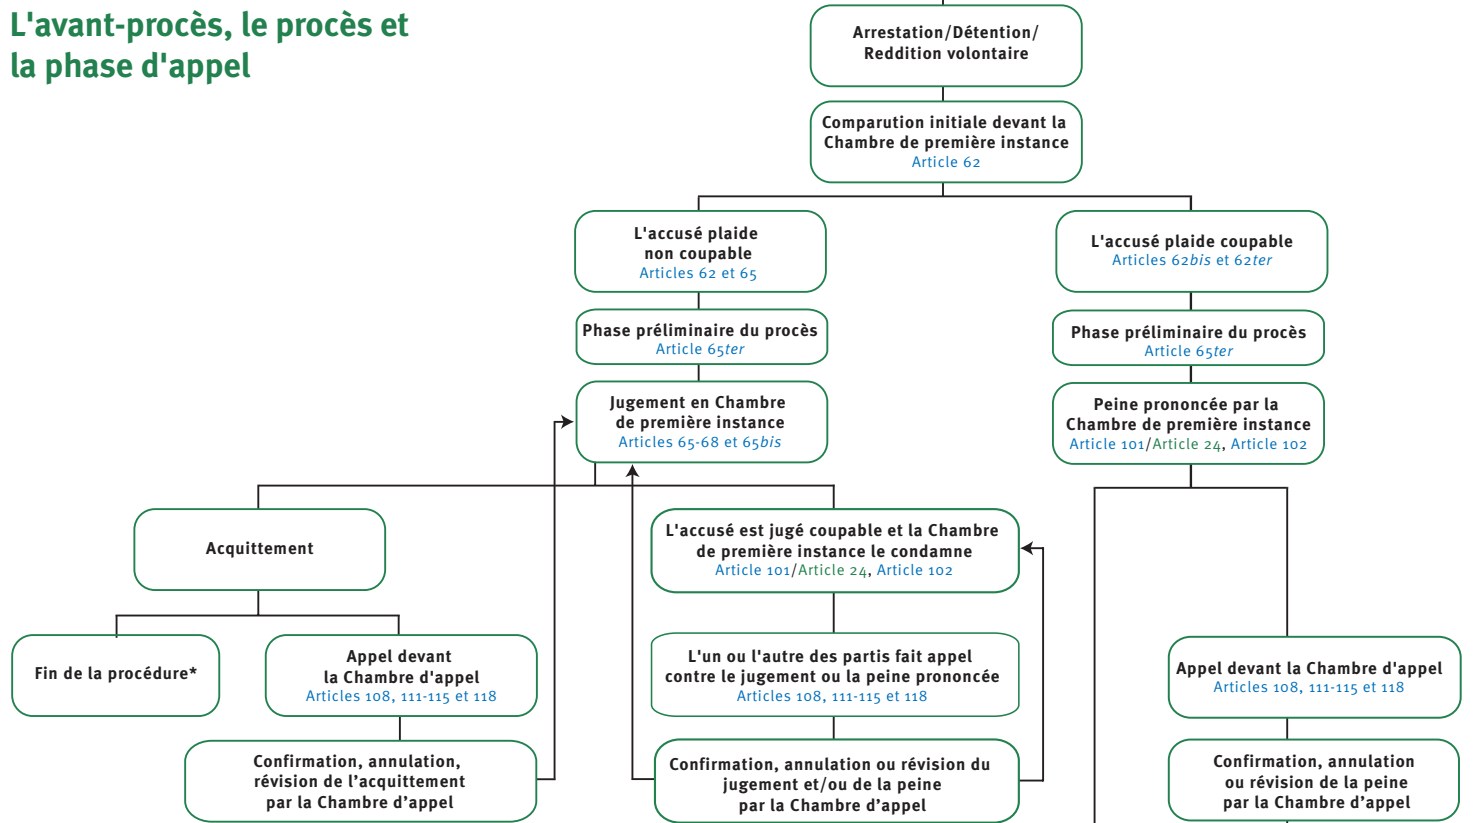 L'avant-procès, le procès et
la phase d'appel
Arrestation/Détention/
Reddition volontaire
Comparution initiale devant la
Chambre de première instance
Article 62
L'accusé plaide
non coupable
Articles 62 et 65
L'accusé plaide coupable
Articles 62bis et 62ter
Phase préliminaire du procès
Article 65ter
Phase préliminaire du procès
Article 65ter
Jugement en Chambre
de première instance
Articles 65-68 et 65bis
Peine prononcée par la
Chambre de première instance
Article 101/Article 24, Article 102
Acquittement
L'accusé est jugé coupable et la Chambre
de première instance le condamne
Article 101/Article 24, Article 102
Fin de la procédure*
Appel devant
la Chambre d'appel
Articles 108, 111-115 et 118
L'un ou l'autre des partis fait appel
contre le jugement ou la peine prononcée
Articles 108, 111-115 et 118
Appel devant la Chambre d'appel
Articles 108, 111-115 et 118
Confirmation, annulation,
révision de l’acquittement
par la Chambre d’appel
Confirmation, annulation ou révision du
jugement et/ou de la peine
par la Chambre d’appel
Confirmation, annulation
ou révision de la peine
par la Chambre d’appel